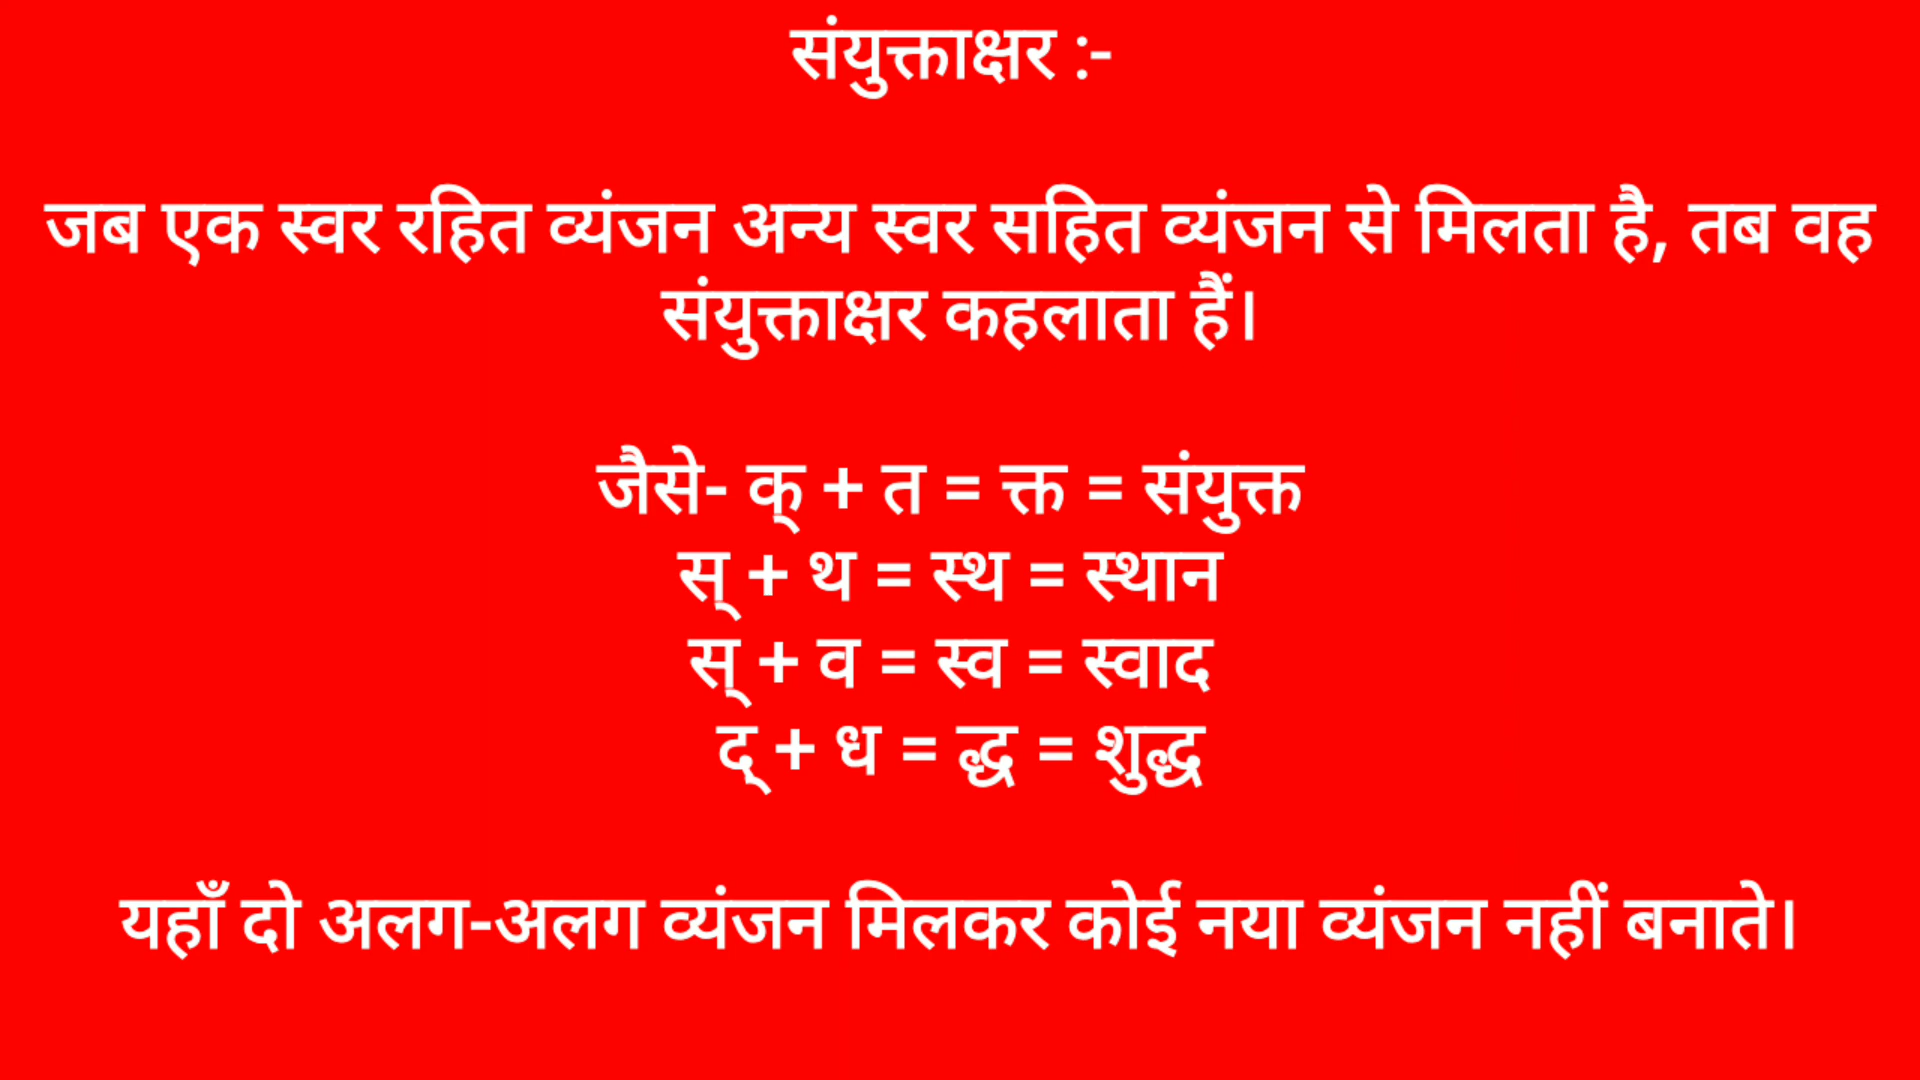 संयुक्ताक्षर :-
जब एक स्वर रहित व्यंजन अन्य स्वर सहित व्यंजन से मिलता है, तब वह
संयुक्ताक्षर कहलाता हैं।
जैसे- क् + त = क्त = संयुक्त
स् + थ = स्थ = स्थान
स् + व = स्व = स्वाद
द् + ध = द्ध = शुद्ध
यहाँ दो अलग-अलग व्यंजन मिलकर कोई नया व्यंजन नहीं बनाते।